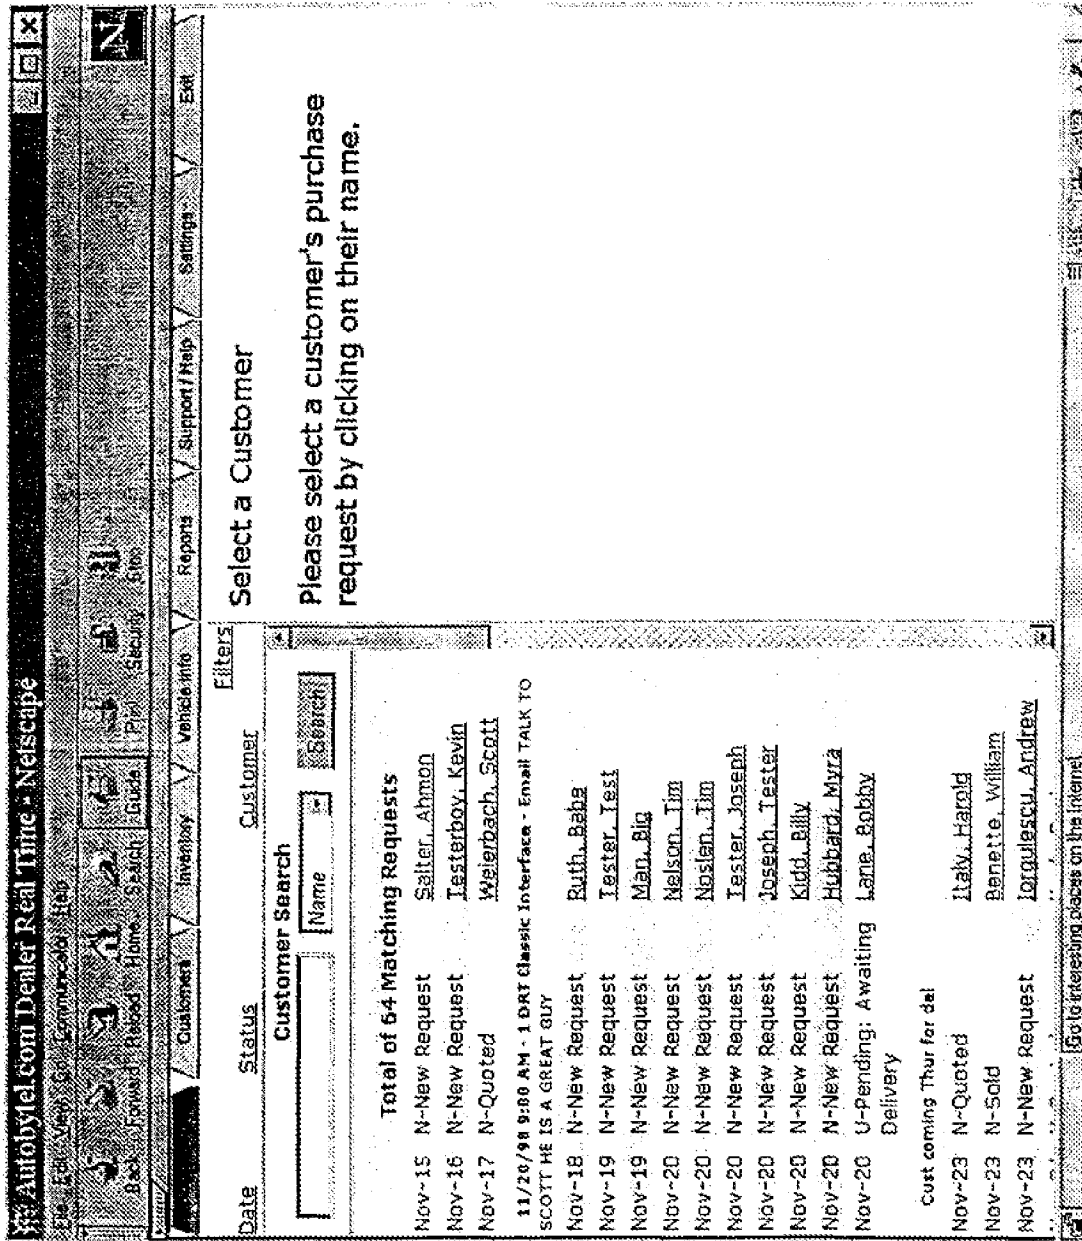 Autobytel.com Dealer Real Time - Netscape
File Edit View Go Communicator Help
Back Forward Reload Home Search Guide Print Security Stop
Customers Inventory Vehicle Info Reports Support / Help Settings Exit
Filters
Date Status Customer
Customer Search
Name Search
Total of 64 Matching Requests
Nov-15 N-New Request Salter, Ahmon
Nov-16 N-New Request Testerboy, Kevin
Nov-17 N-Quoted Weierbach, Scott
11/20/98 9:00 AM - 1 DRT Classic Interface - Email TALK TO
SCOTT HE IS A GREAT GUY
Nov-18 N-New Request Ruth, Babe
Nov-19 N-New Request Tester, Test
Nov-19 N-New Request Man, Big
Nov-20 N-New Request Nelson, Tim
Nov-20 N-New Request Noslen, Tim
Nov-20 N-New Request Tester, Joseph
Nov-20 N-New Request Joseph, Tester
Nov-20 N-New Request Kidd, Billy
Nov-20 N-New Request Hubbard, Myra
Nov-20 U-Pending: Awaiting Lane, Bobby
Delivery
Cust coming Thur for del
Nov-23 N-Quoted Italy, Harold
Nov-23 N-Sold Benette, William
Nov-23 N-New Request Iorgulescu, Andrew
Select a Customer
Please select a customer's purchase
request by clicking on their name.
Go to interesting places on the Internet